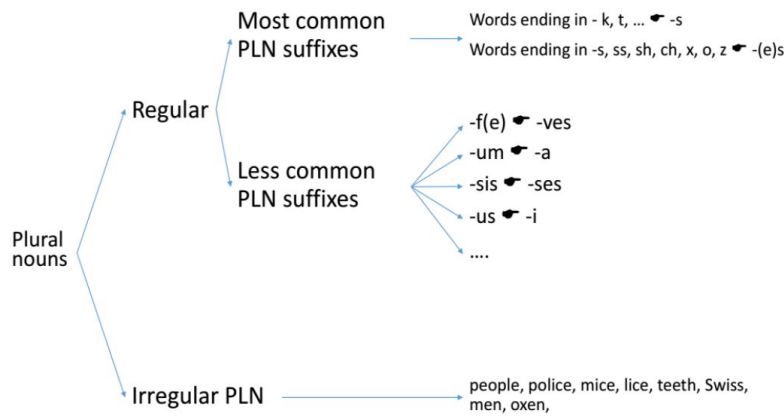 Most common
PLN suffixes
Words ending in - k, t, … ☛ -s
Words ending in -s, ss, sh, ch, x, o, z ☛ -(e)s
Regular
-f(e) ☛ -ves
-um ☛ -a
Less common
PLN suffixes
-sis ☛ -ses
-us ☛ -i
Plural
nouns
….
Irregular PLN
people, police, mice, lice, teeth, Swiss,
men, oxen,